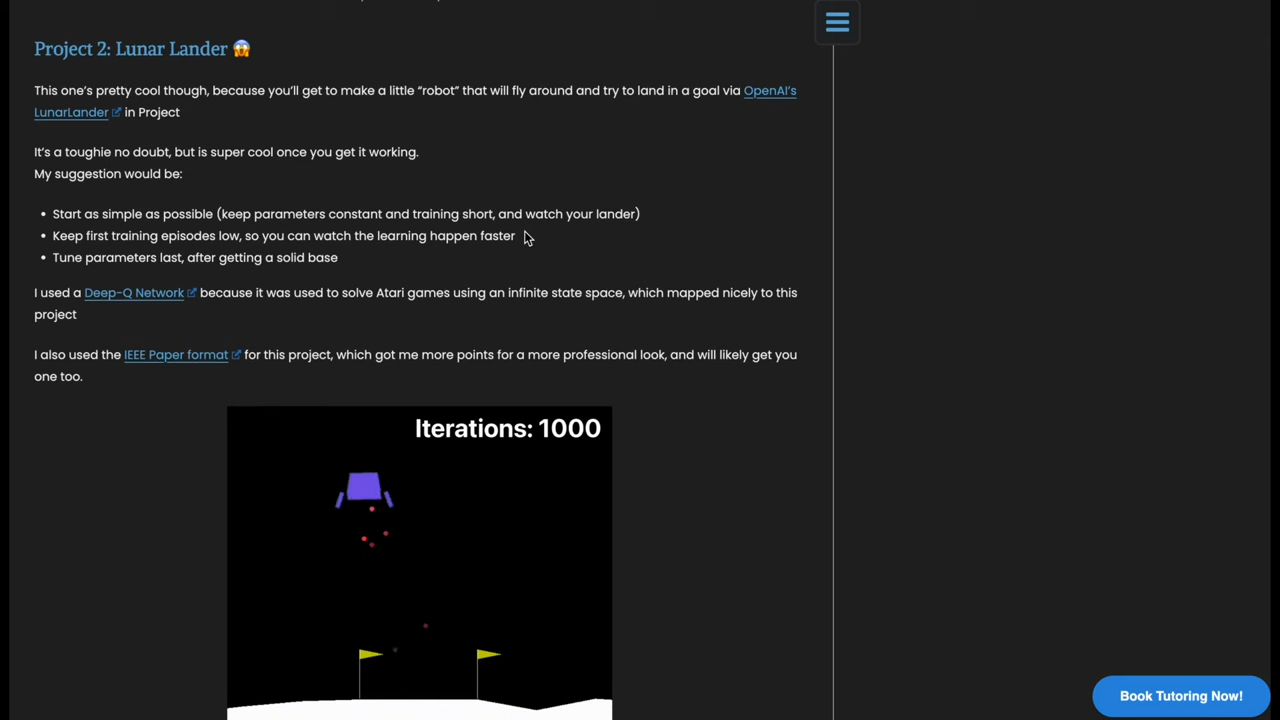 Project 2: Lunar Lander 😱
This one's pretty cool though, because you'll get to make a little “robot” that will fly around and try to land in a goal via OpenAI's
LunarLander in Project
It's a toughie no doubt, but is super cool once you get it working.
My suggestion would be:
• Start as simple as possible (keep parameters constant and training short, and watch your lander)
• Keep first training episodes low, so you can watch the learning happen faster
• Tune parameters last, after getting a solid base
I used a Deep-Q Network because it was used to solve Atari games using an infinite state space, which mapped nicely to this
project
I also used the IEEE Paper format for this project, which got me more points for a more professional look, and will likely get you
one too.
Iterations: 1000
Book Tutoring Now!